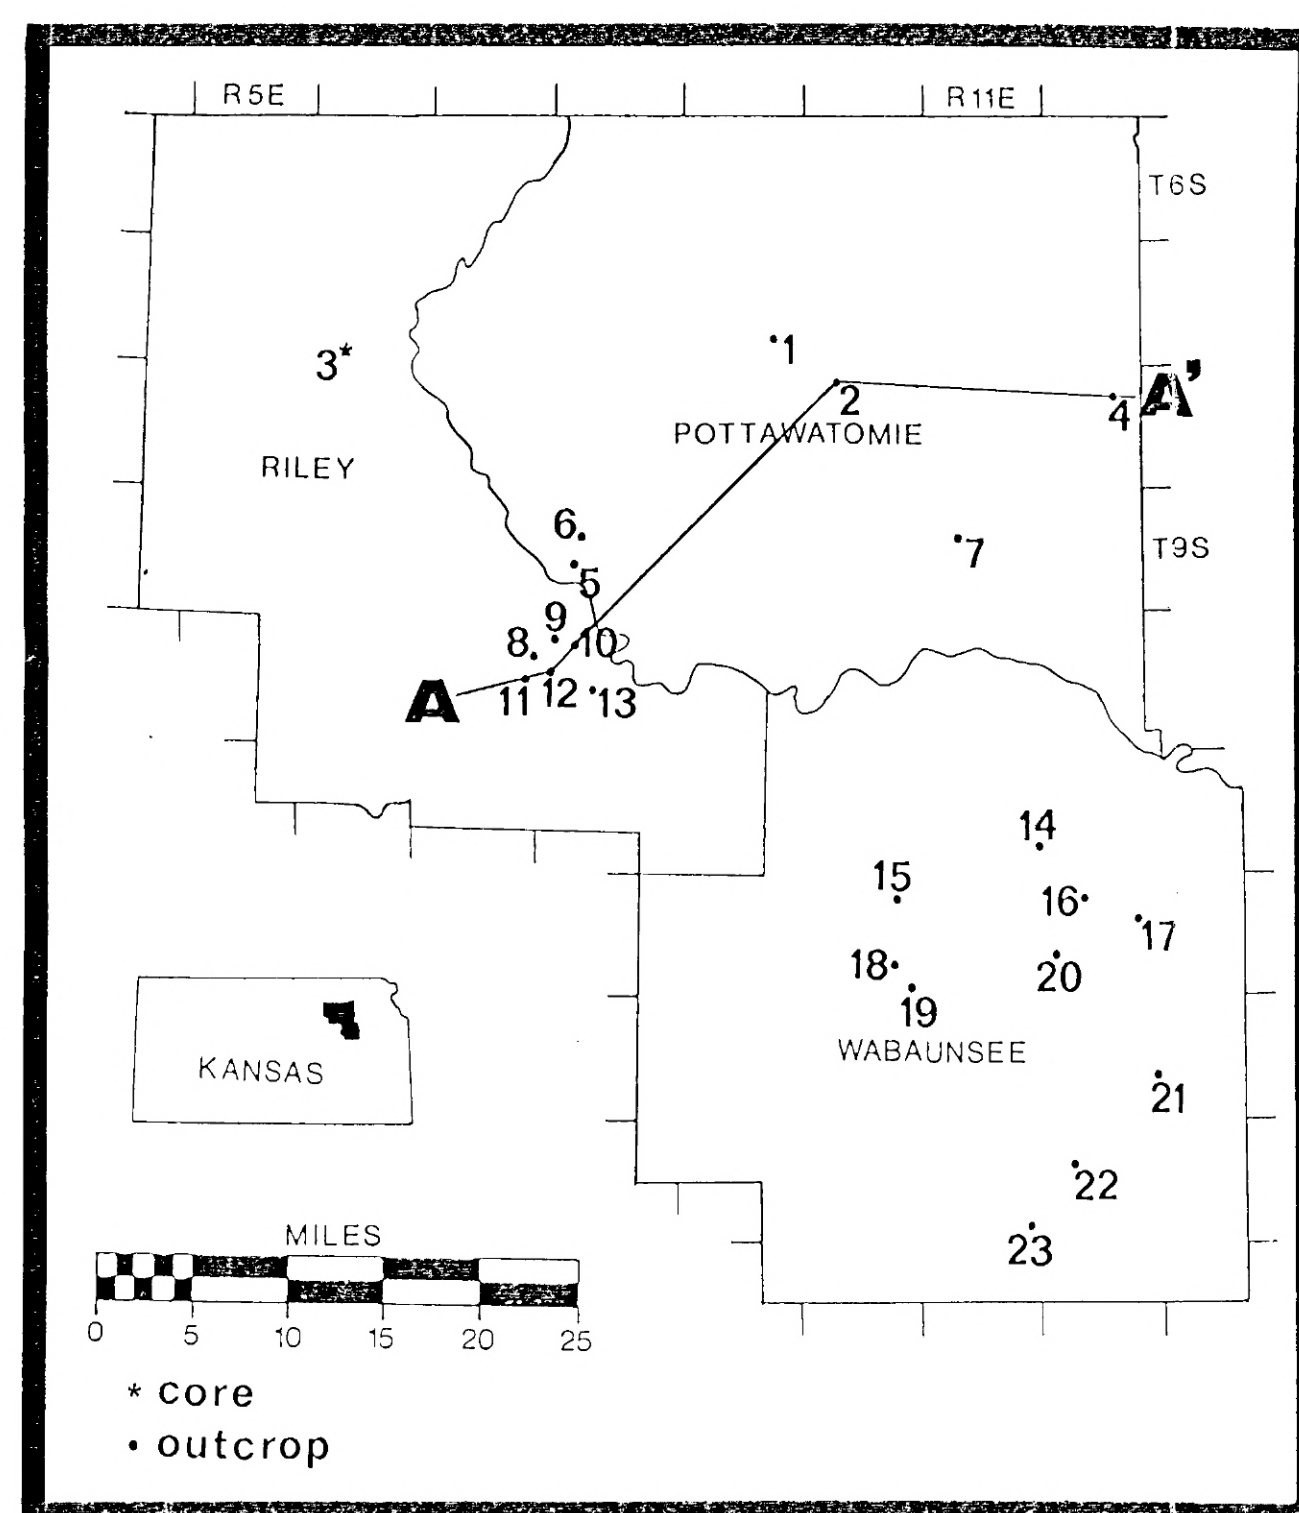 R5E R11E
T6S
1
3*
A'
2
4
POTTAWATOMIE
RILEY
6
7
T9S
5
9
8 10
A 11 12 13
14
15
16
17
18
20
19
WABAUNSEE
KANSAS
21
22
MILES
23
0 5 10 15 20 25
* core
• outcrop